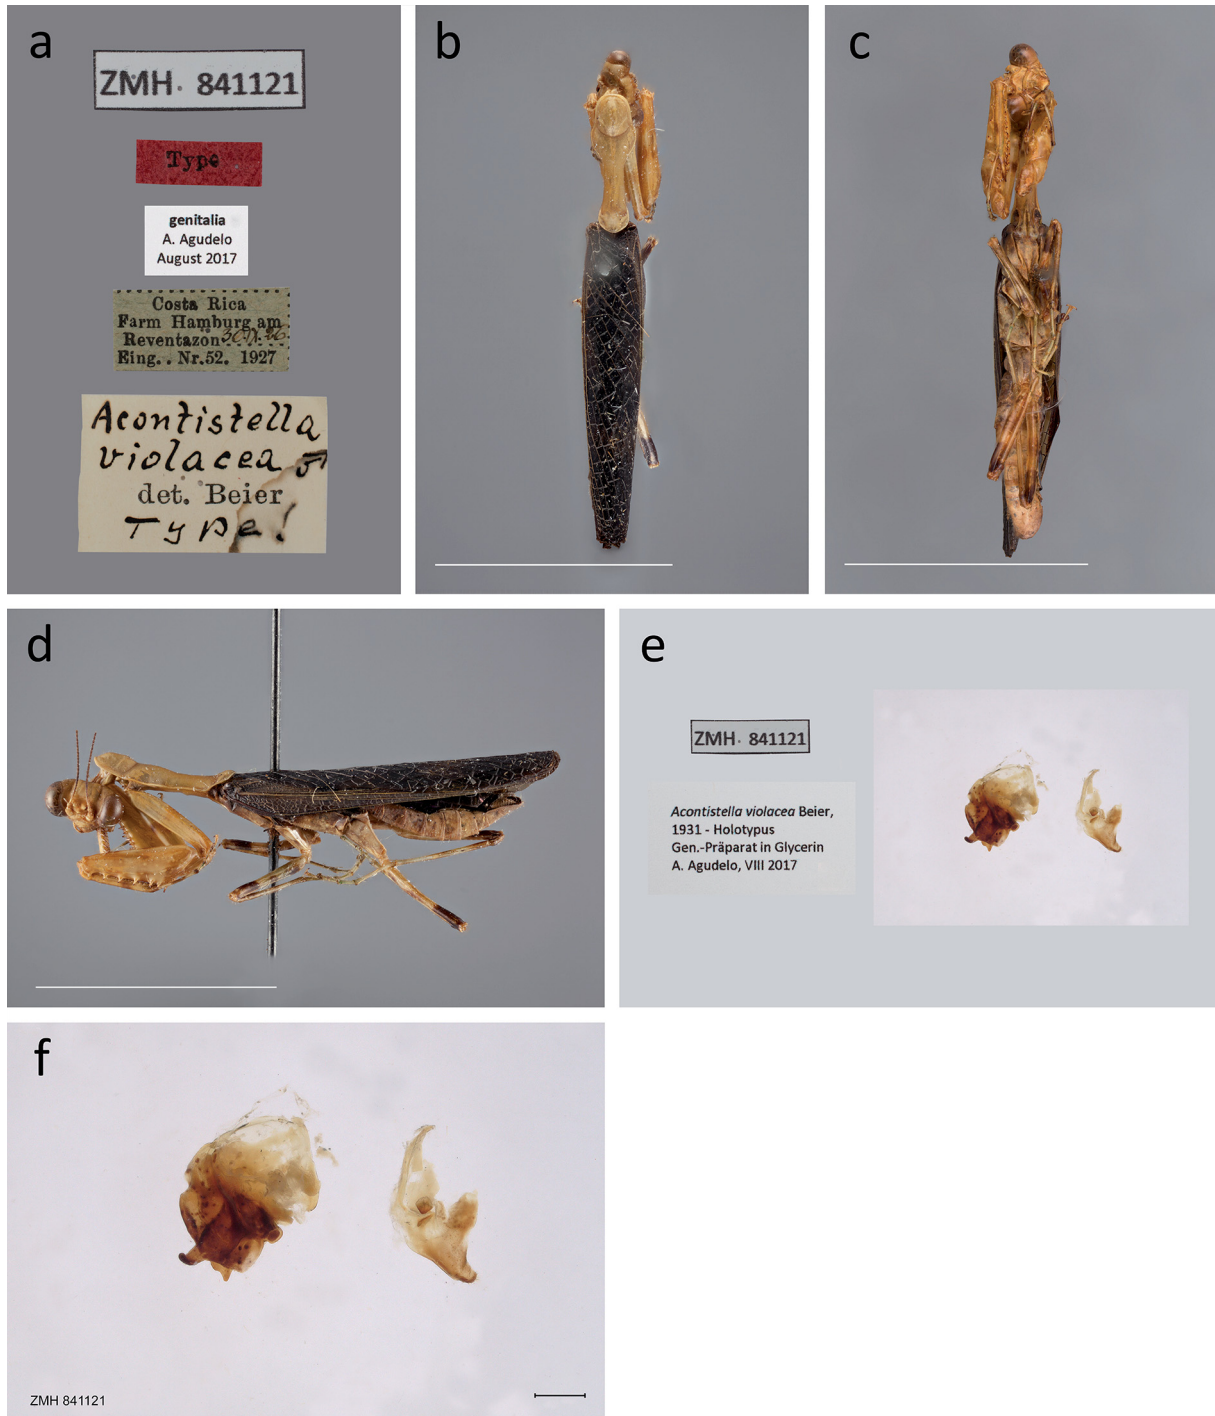 a
ZMH. 841121
Type
genitalia
A. Agudelo
August 2017
Costa Rica
Farm Hamburg am
Reventazon
Eing.. Nr.52. 1927
Acontistella
violacea
det. Beier
Type!
b
c
d
e
ZMH. 841121
Acontistella violacea Beier,
1931 - Holotypus
Gen.-Präparat in Glycerin
A. Agudelo, VIII 2017
f
ZMH 841121